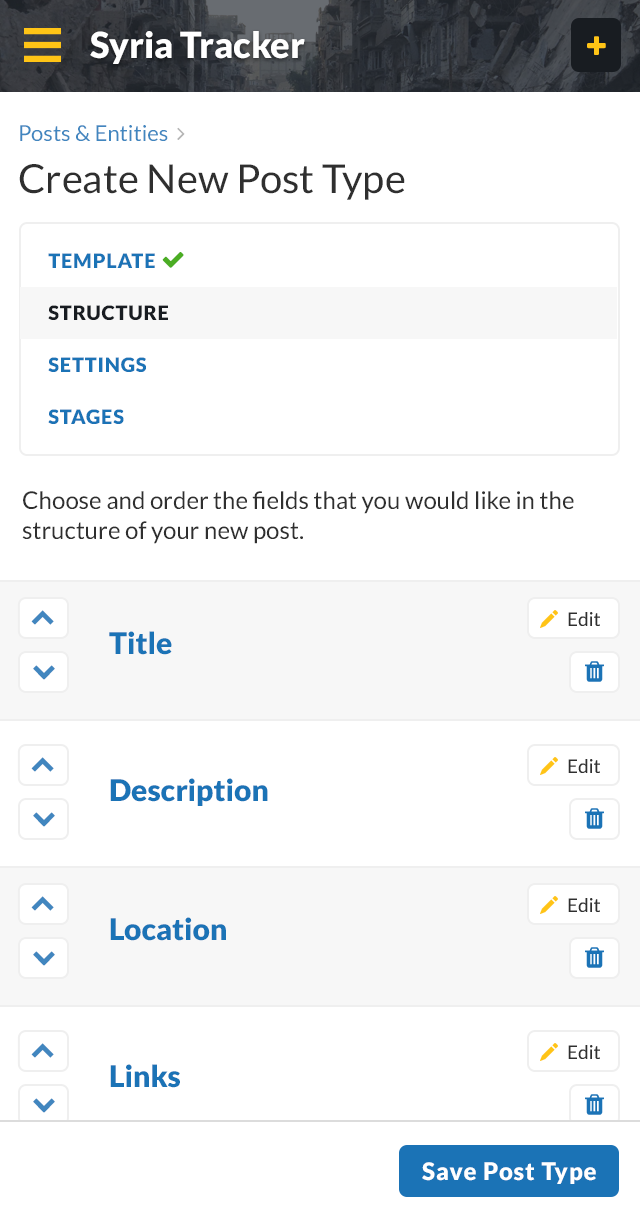 Syria Tracker
Posts & Entities
Create New Post Type
TEMPLATE
STRUCTURE
SETTINGS
STAGES
Choose and order the fields that you would like in the
structure of your new post.
Title
Edit
Description
Edit
Location
Edit
Links
Edit
Save Post Type